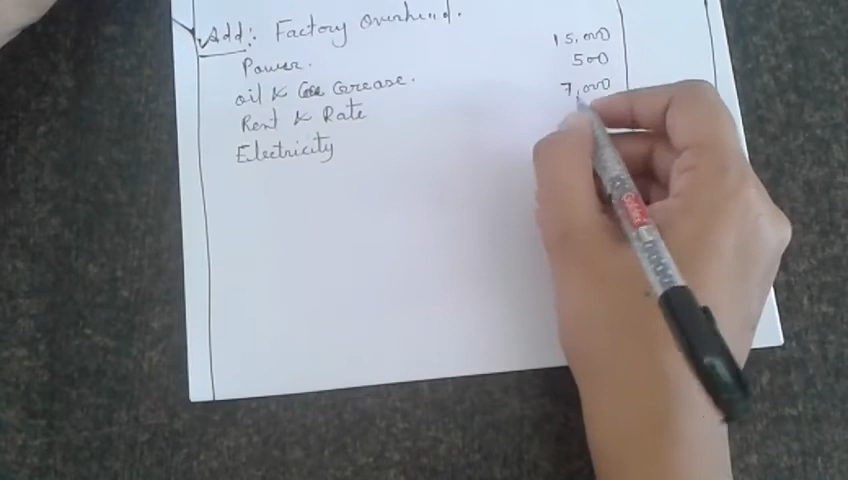 Add: Factory Overhead.
Power. 15,000
Oil & Grease. 500
Rent & Rate 7,000
Electricity